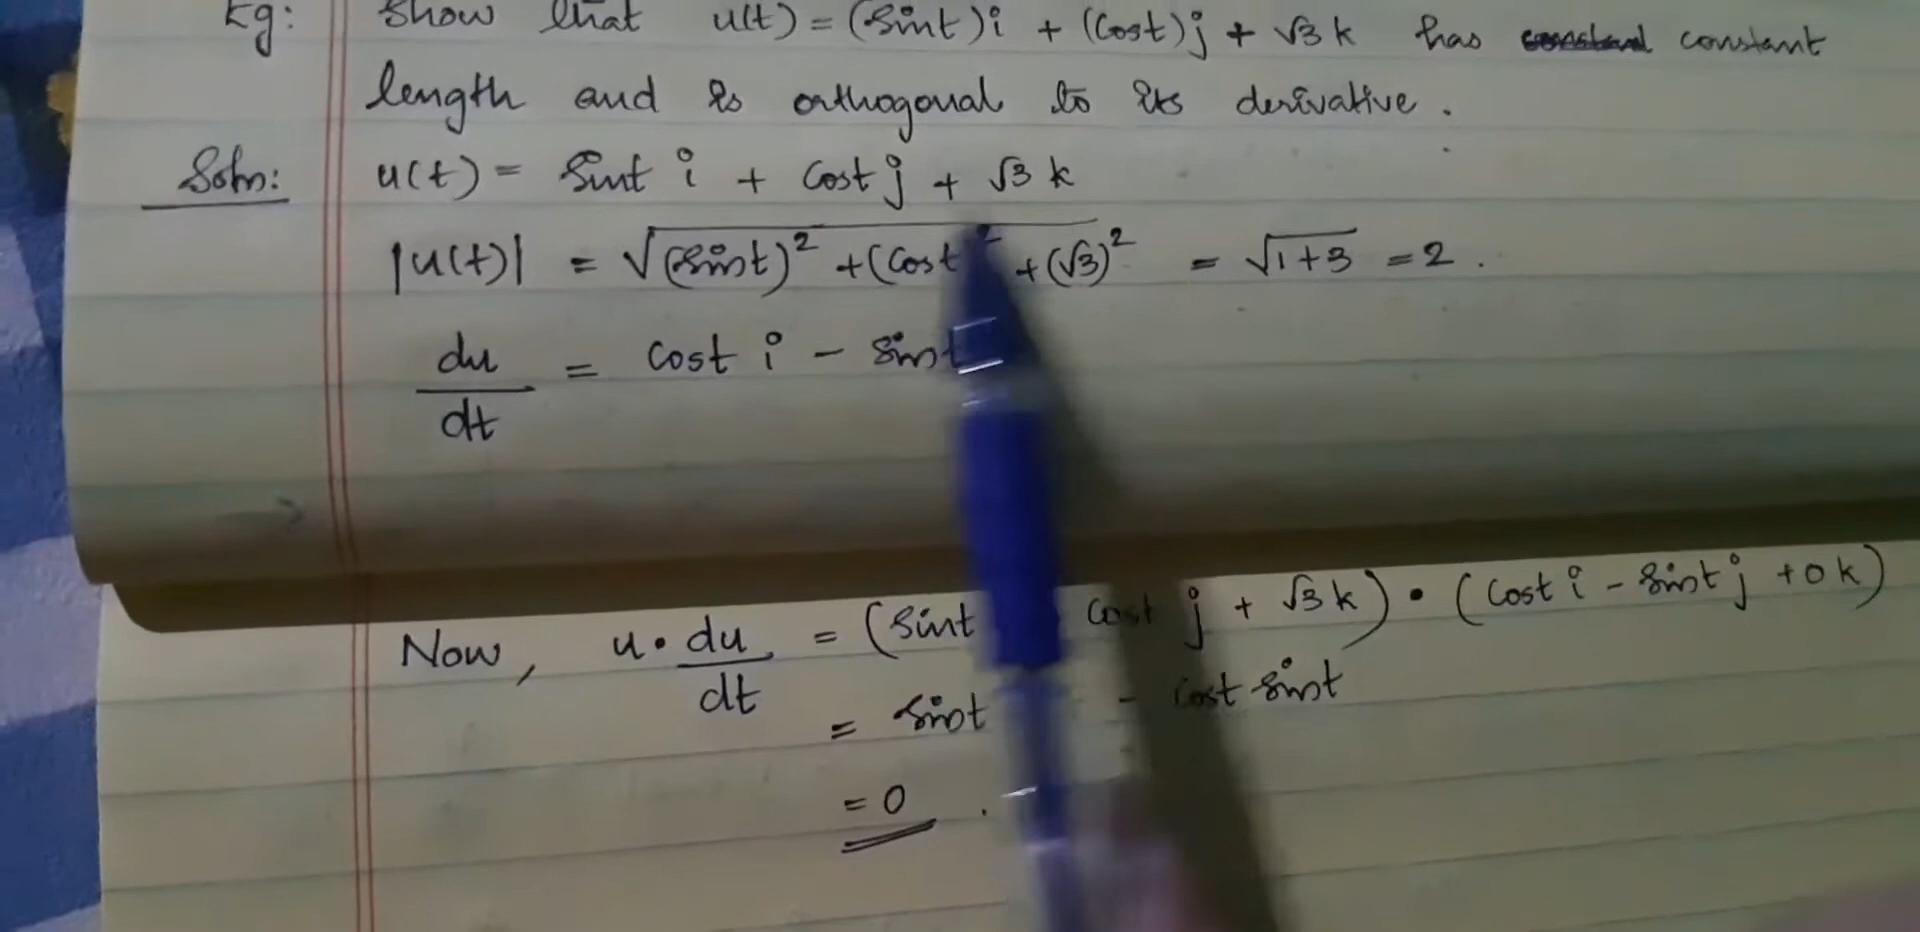 Eg: Show that u(t) = (Sint)i + (Cost)j + √3 k has constant
length and is orthogonal to its derivative.
Soln: u(t) = Sint i + Cost j + √3 k
|u(t)| = √(Sint)² + (Cost ² + (√3)² = √1+3 = 2.
du/dt = Cost i - Sint
Now, u · du/dt = (Sint Cost j + √3 k) · (Cost i - Sint j + 0 k)
= Sint - Cost Sint
= 0.